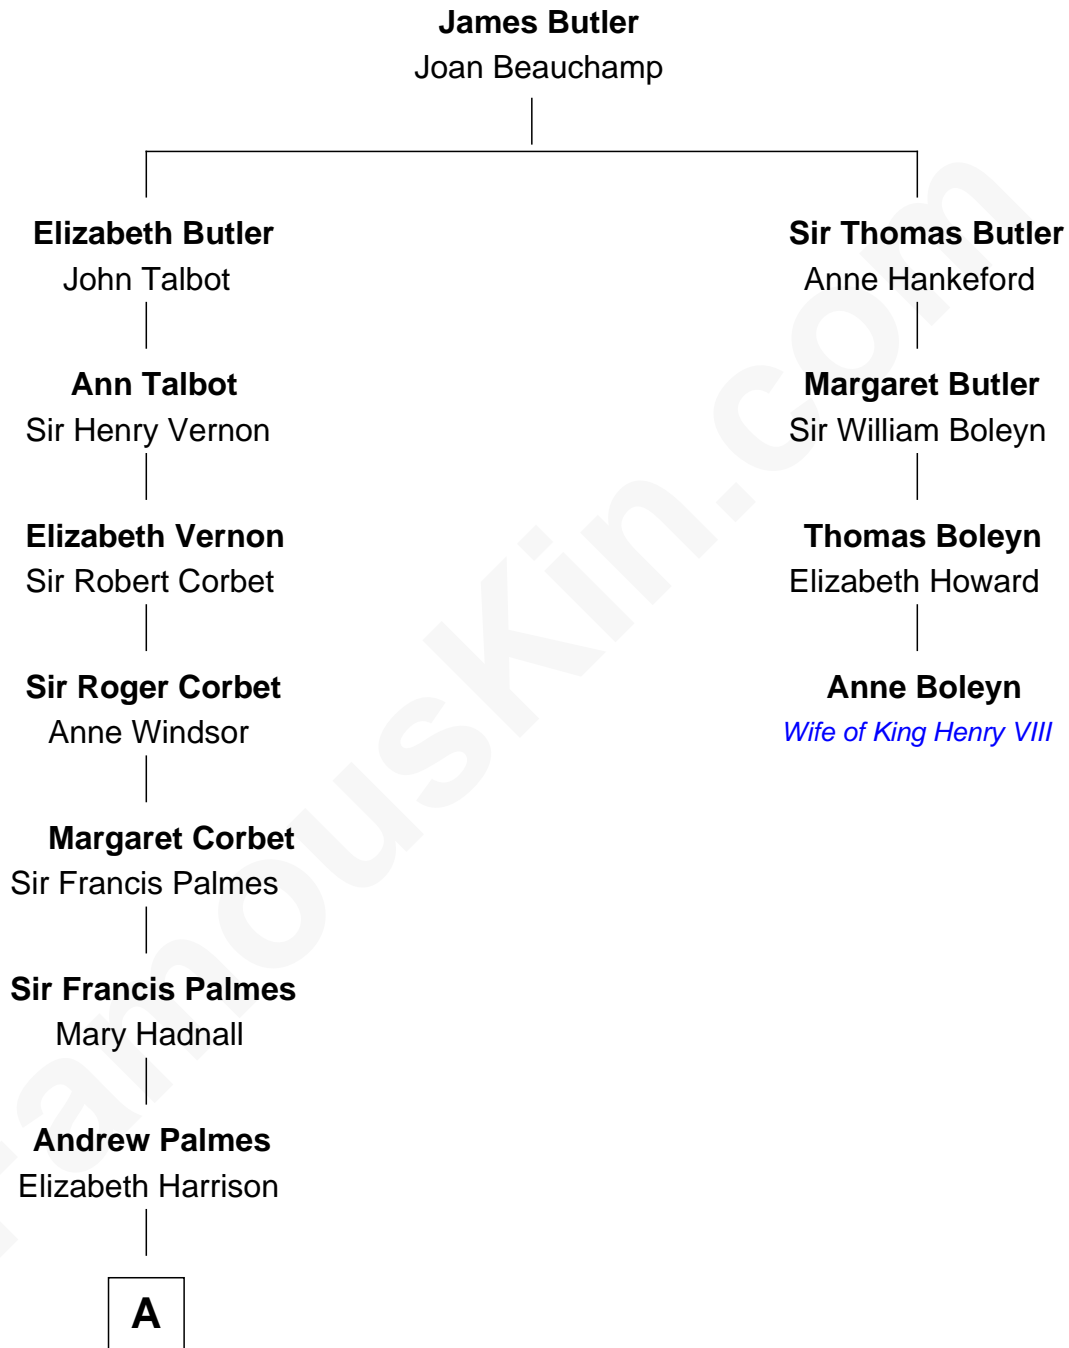 James Butler
Joan Beauchamp
Elizabeth Butler
John Talbot
Sir Thomas Butler
Anne Hankeford
Ann Talbot
Sir Henry Vernon
Margaret Butler
Sir William Boleyn
Elizabeth Vernon
Sir Robert Corbet
Thomas Boleyn
Elizabeth Howard
Sir Roger Corbet
Anne Windsor
Anne Boleyn
Wife of King Henry VIII
Margaret Corbet
Sir Francis Palmes
Sir Francis Palmes
Mary Hadnall
Andrew Palmes
Elizabeth Harrison
A
FamousKin.com